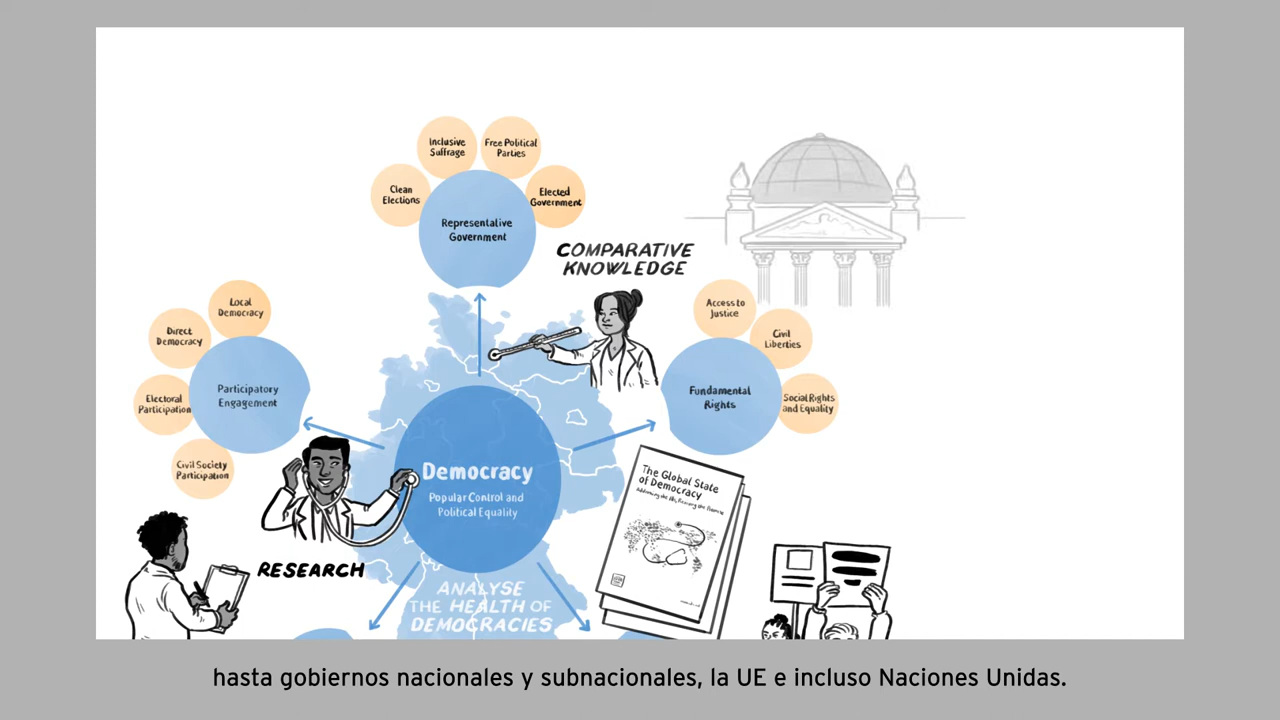 Inclusive
Suffrage
Free Political
Parties
Clean
Elections
Elected
Government
Representative
Government
COMPARATIVE
KNOWLEDGE
Local
Democracy
Direct
Democracy
Electoral
Participation
Civil Society
Participation
Participatory
Engagement
Access to
Justice
Civil
Liberties
Social Rights
and Equality
Fundamental
Rights
Democracy
Popular Control and
Political Equality
The Global State
of Democracy
RESEARCH
ANALYSE
THE HEALTH OF
DEMOCRACIES
hasta gobiernos nacionales y subnacionales, la UE e incluso Naciones Unidas.